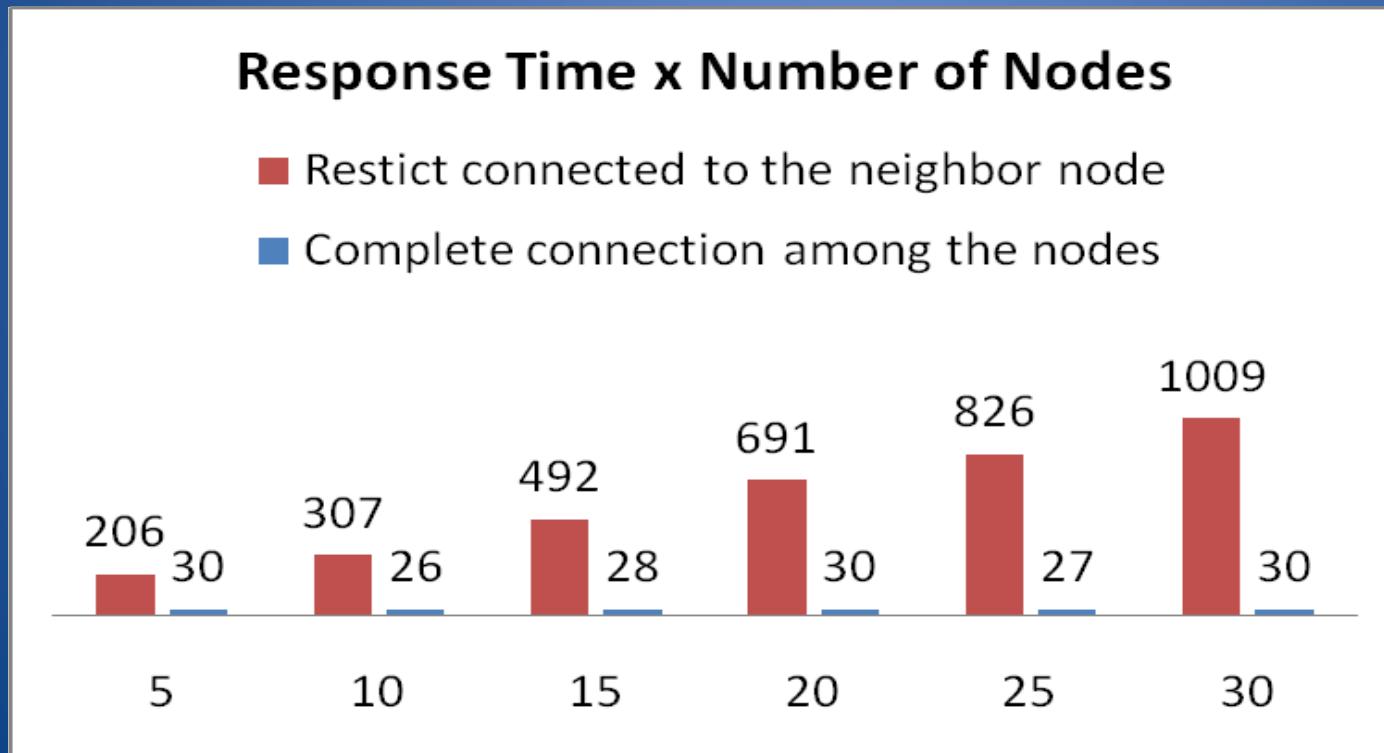 Response Time x Number of Nodes
Restict connected to the neighbor node
Complete connection among the nodes
206 30 307 26 492 28 691 30 826 27 1009 30
5 10 15 20 25 30